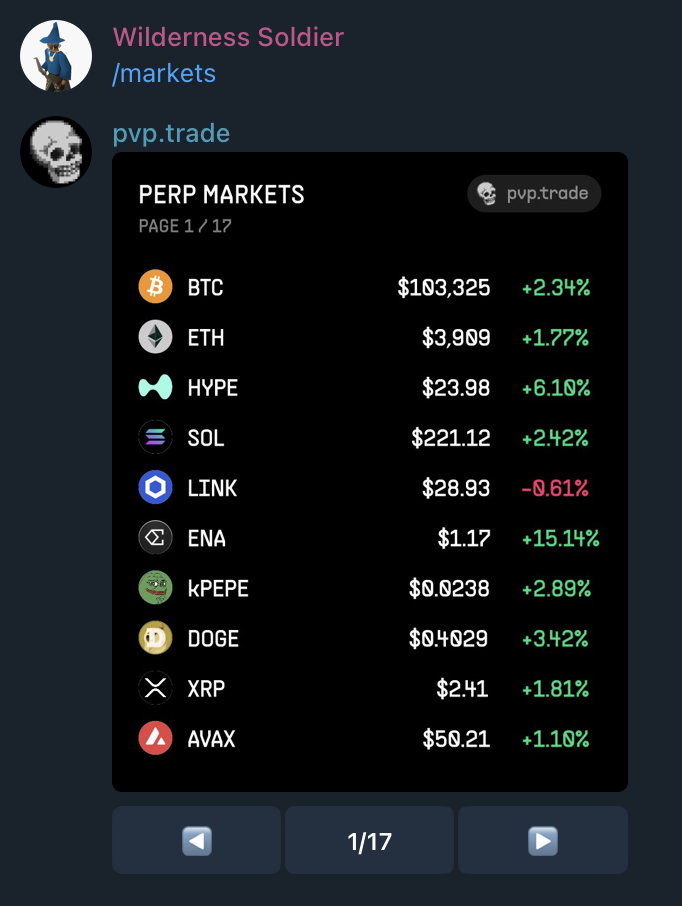 Wilderness Soldier
/markets
pvp.trade
PERP MARKETS
pvp.trade
PAGE 1 / 17
BTC $103,325 +2.34%
ETH $3,909 +1.77%
HYPE $23.98 +6.10%
SOL $221.12 +2.42%
LINK $28.93 -0.61%
ENA $1.17 +15.14%
kPEPE $0.0238 +2.89%
DOGE $0.4029 +3.42%
XRP $2.41 +1.81%
AVAX $50.21 +1.10%
1/17